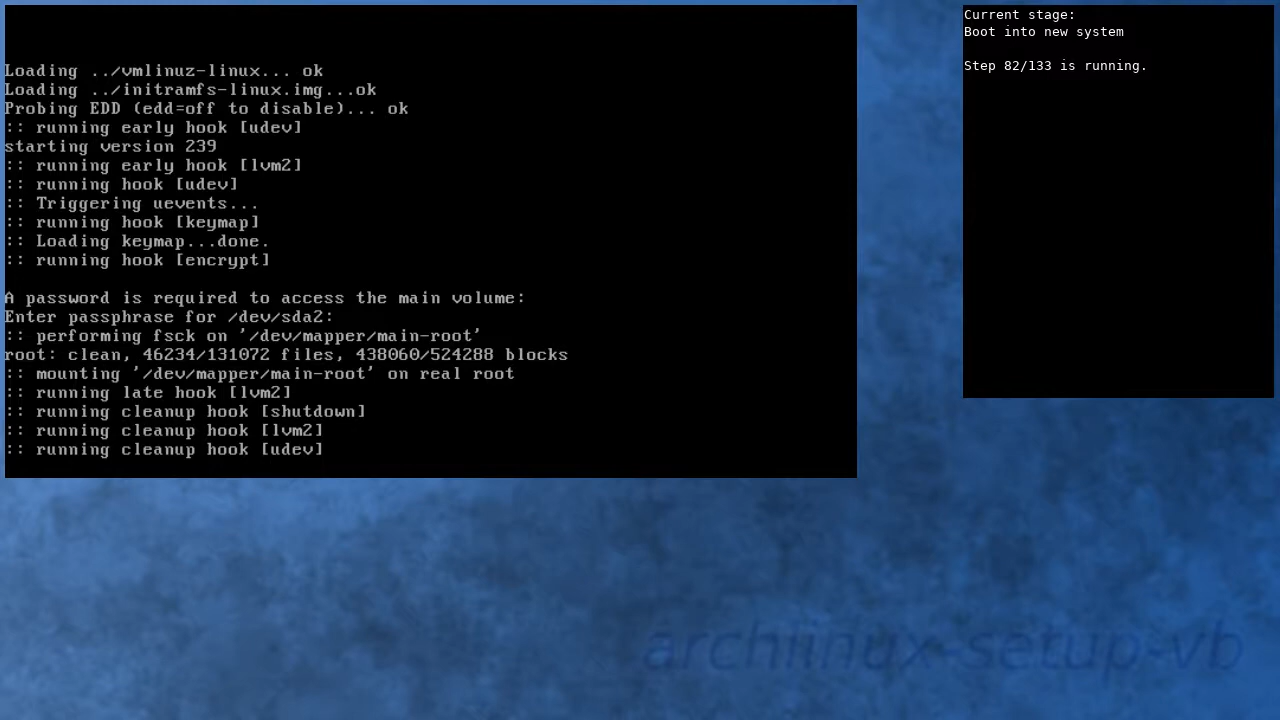 Loading ../vmlinuz-linux... ok
Loading ../initramfs-linux.img...ok
Probing EDD (edd=off to disable)... ok
:: running early hook [udev]
starting version 239
:: running early hook [lvm2]
:: running hook [udev]
:: Triggering uevents...
:: running hook [keymap]
:: Loading keymap...done.
:: running hook [encrypt]
A password is required to access the main volume:
Enter passphrase for /dev/sda2:
:: performing fsck on '/dev/mapper/main-root'
root: clean, 46234/131072 files, 438060/524288 blocks
:: mounting '/dev/mapper/main-root' on real root
:: running late hook [lvm2]
:: running cleanup hook [shutdown]
:: running cleanup hook [lvm2]
:: running cleanup hook [udev]
Current stage:
Boot into new system
Step 82/133 is running.
archlinux-setup-vb